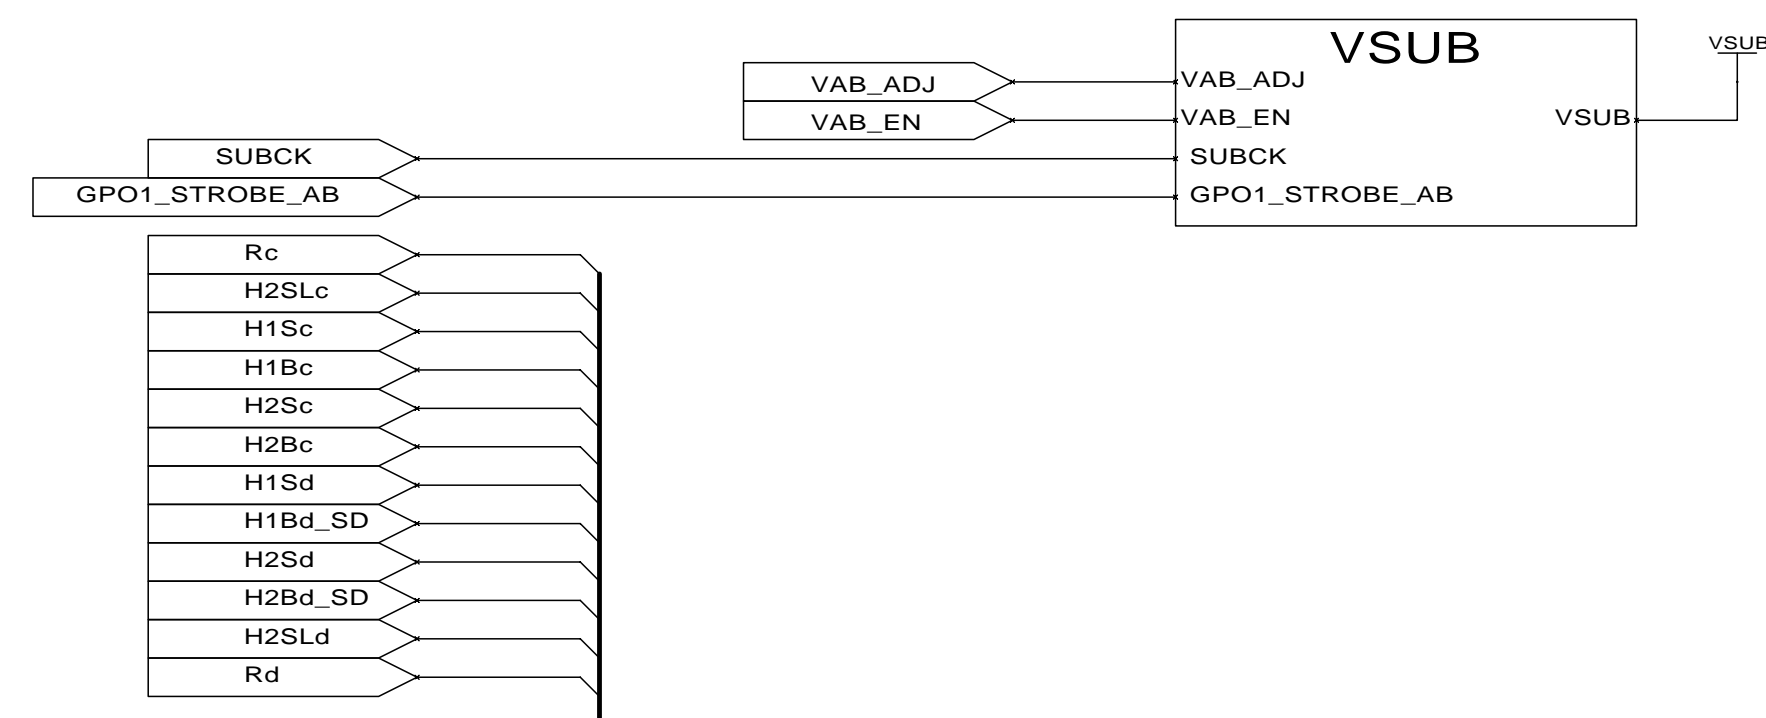 VSUB
VSUB
VAB_ADJ
VAB_ADJ
VAB_EN
VAB_EN
VSUB
SUBCK
SUBCK
GPO1_STROBE_AB
GPO1_STROBE_AB
Rc
H2SLc
H1Sc
H1Bc
H2Sc
H2Bc
H1Sd
H1Bd_SD
H2Sd
H2Bd_SD
H2SLd
Rd